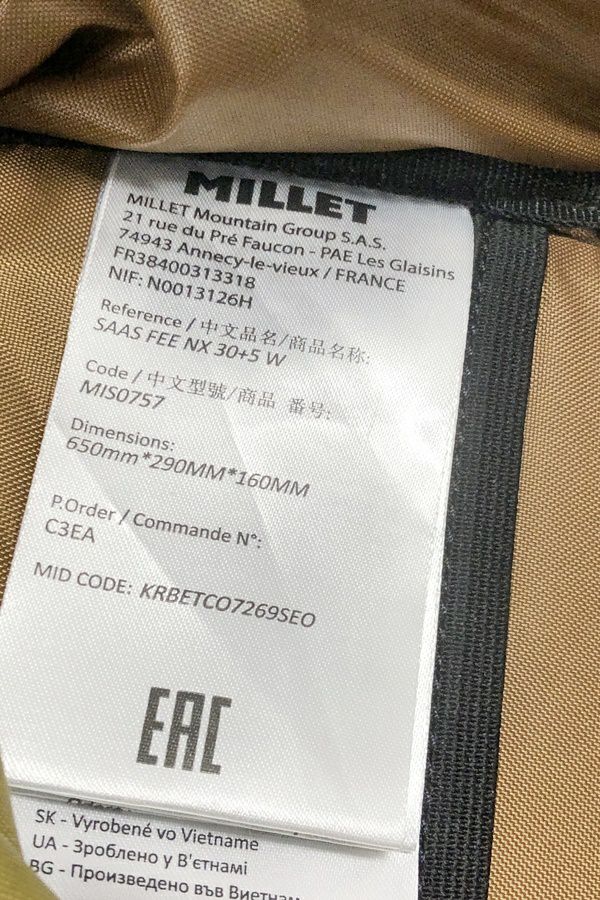 MILLET
MILLET Mountain Group S.A.S.
21 rue du Pré Faucon - PAE Les Glaisins
74943 Annecy-le-vieux / FRANCE
FR38400313318
NIF: N0013126H
Reference / 中文品名/商品名称:
SAAS FEE NX 30+5 W
Code / 中文型號/商品 番号:
MIS0757
Dimensions:
650mm*290MM*160MM
P.Order / Commande N°:
C3EA
MID CODE: KRBETCO7269SEO
EAC
SK - Vyrobené vo Vietname
UA - Зроблено у В'єтнамі
BG - Произведено във